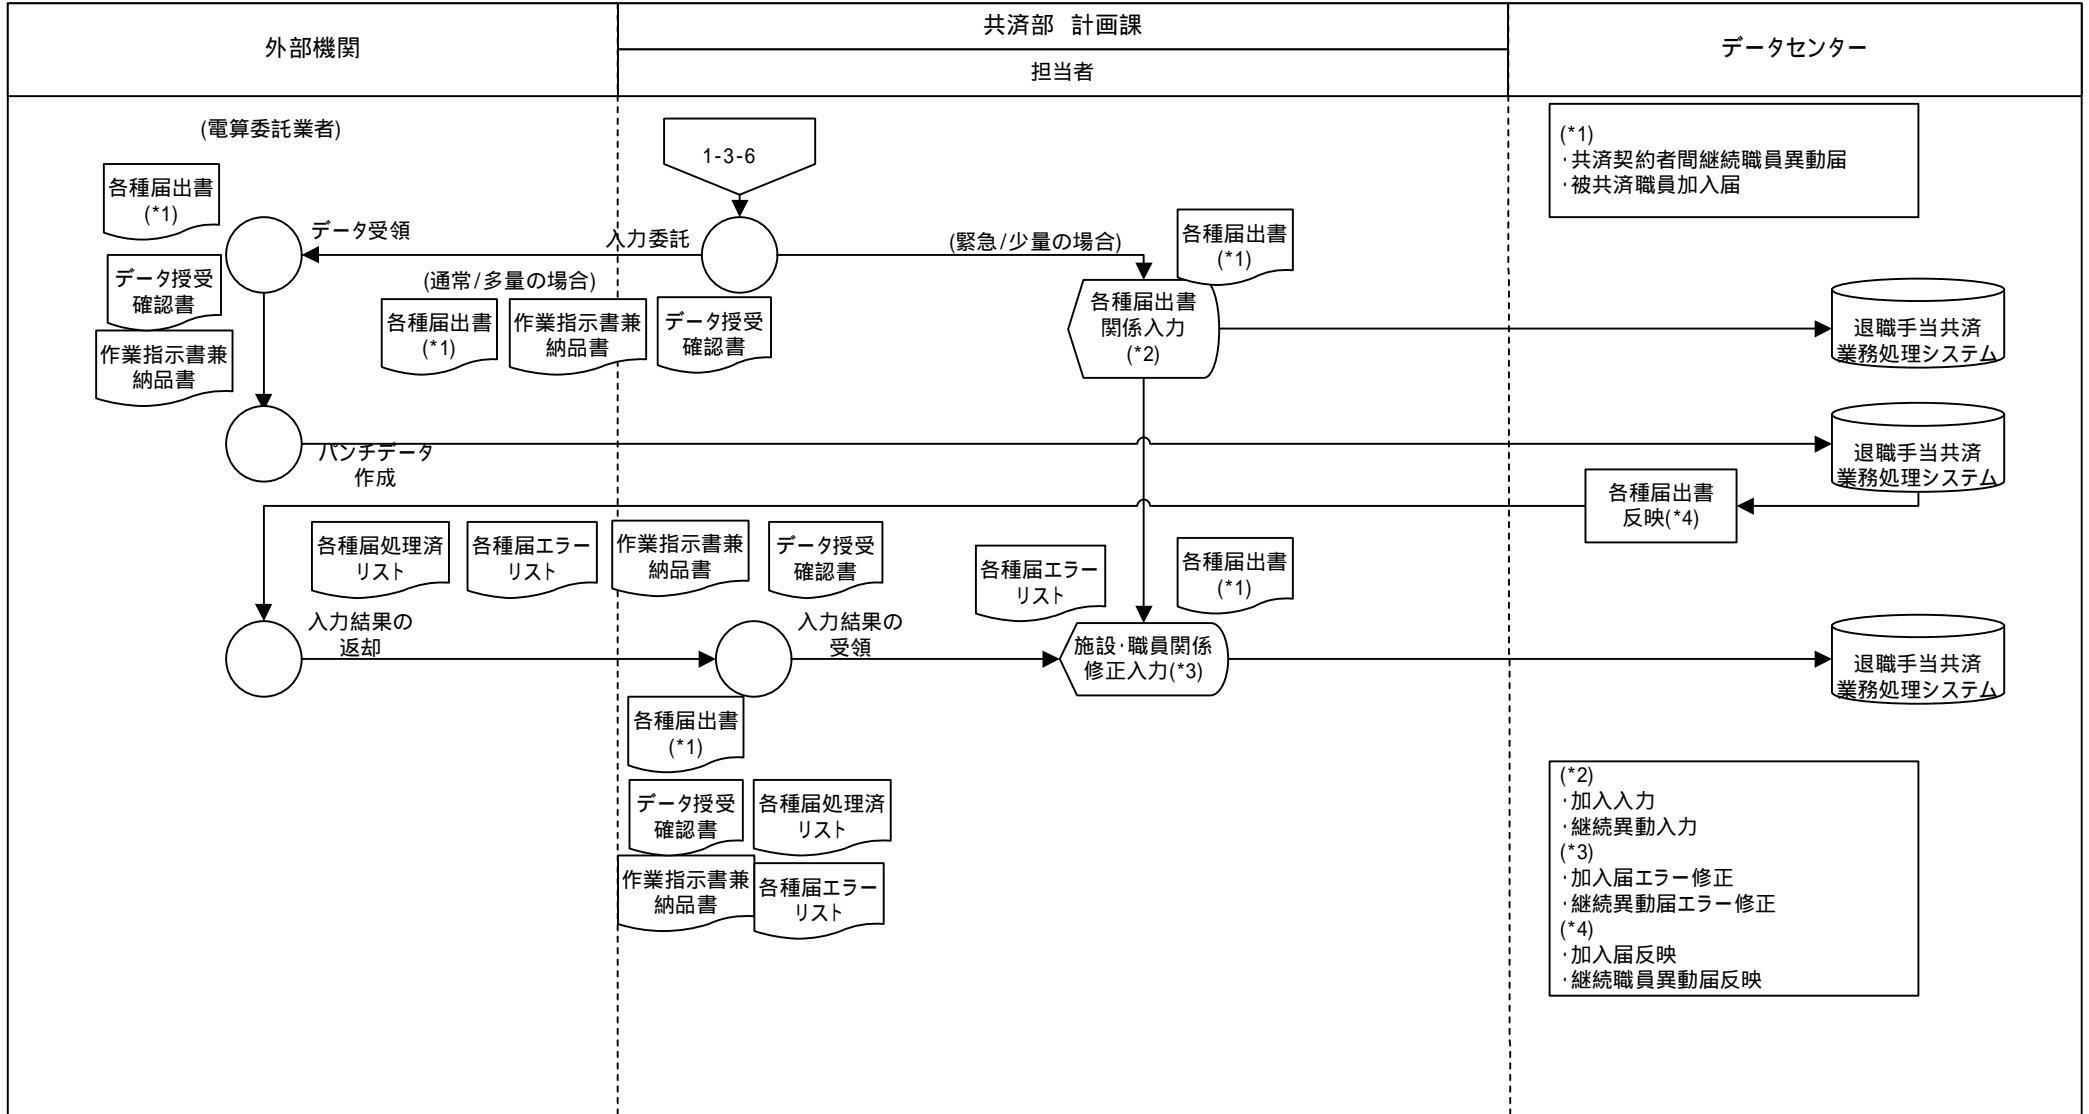 外部機関
共済部 計画課
担当者
データセンター
(電算委託業者)
1-3-6
(*1)
・共済契約者間継続職員異動届
・被共済職員加入届
各種届出書
(*1)
データ受領
入力委託
(緊急/少量の場合)
各種届出書
(*1)
データ授受
確認書
(通常/多量の場合)
各種届出書
(*1)
作業指示書兼
納品書
データ授受
確認書
各種届出書
関係入力
(*2)
退職手当共済
業務処理システム
作業指示書兼
納品書
パンチデータ
作成
退職手当共済
業務処理システム
各種届出書
反映(*4)
各種届処理済
リスト
各種届エラー
リスト
作業指示書兼
納品書
データ授受
確認書
各種届エラー
リスト
各種届出書
(*1)
入力結果の
返却
入力結果の
受領
施設・職員関係
修正入力(*3)
退職手当共済
業務処理システム
各種届出書
(*1)
データ授受
確認書
各種届処理済
リスト
作業指示書兼
納品書
各種届エラー
リスト
(*2)
・加入入力
・継続異動入力
(*3)
・加入届エラー修正
・継続異動届エラー修正
(*4)
・加入届反映
・継続職員異動届反映